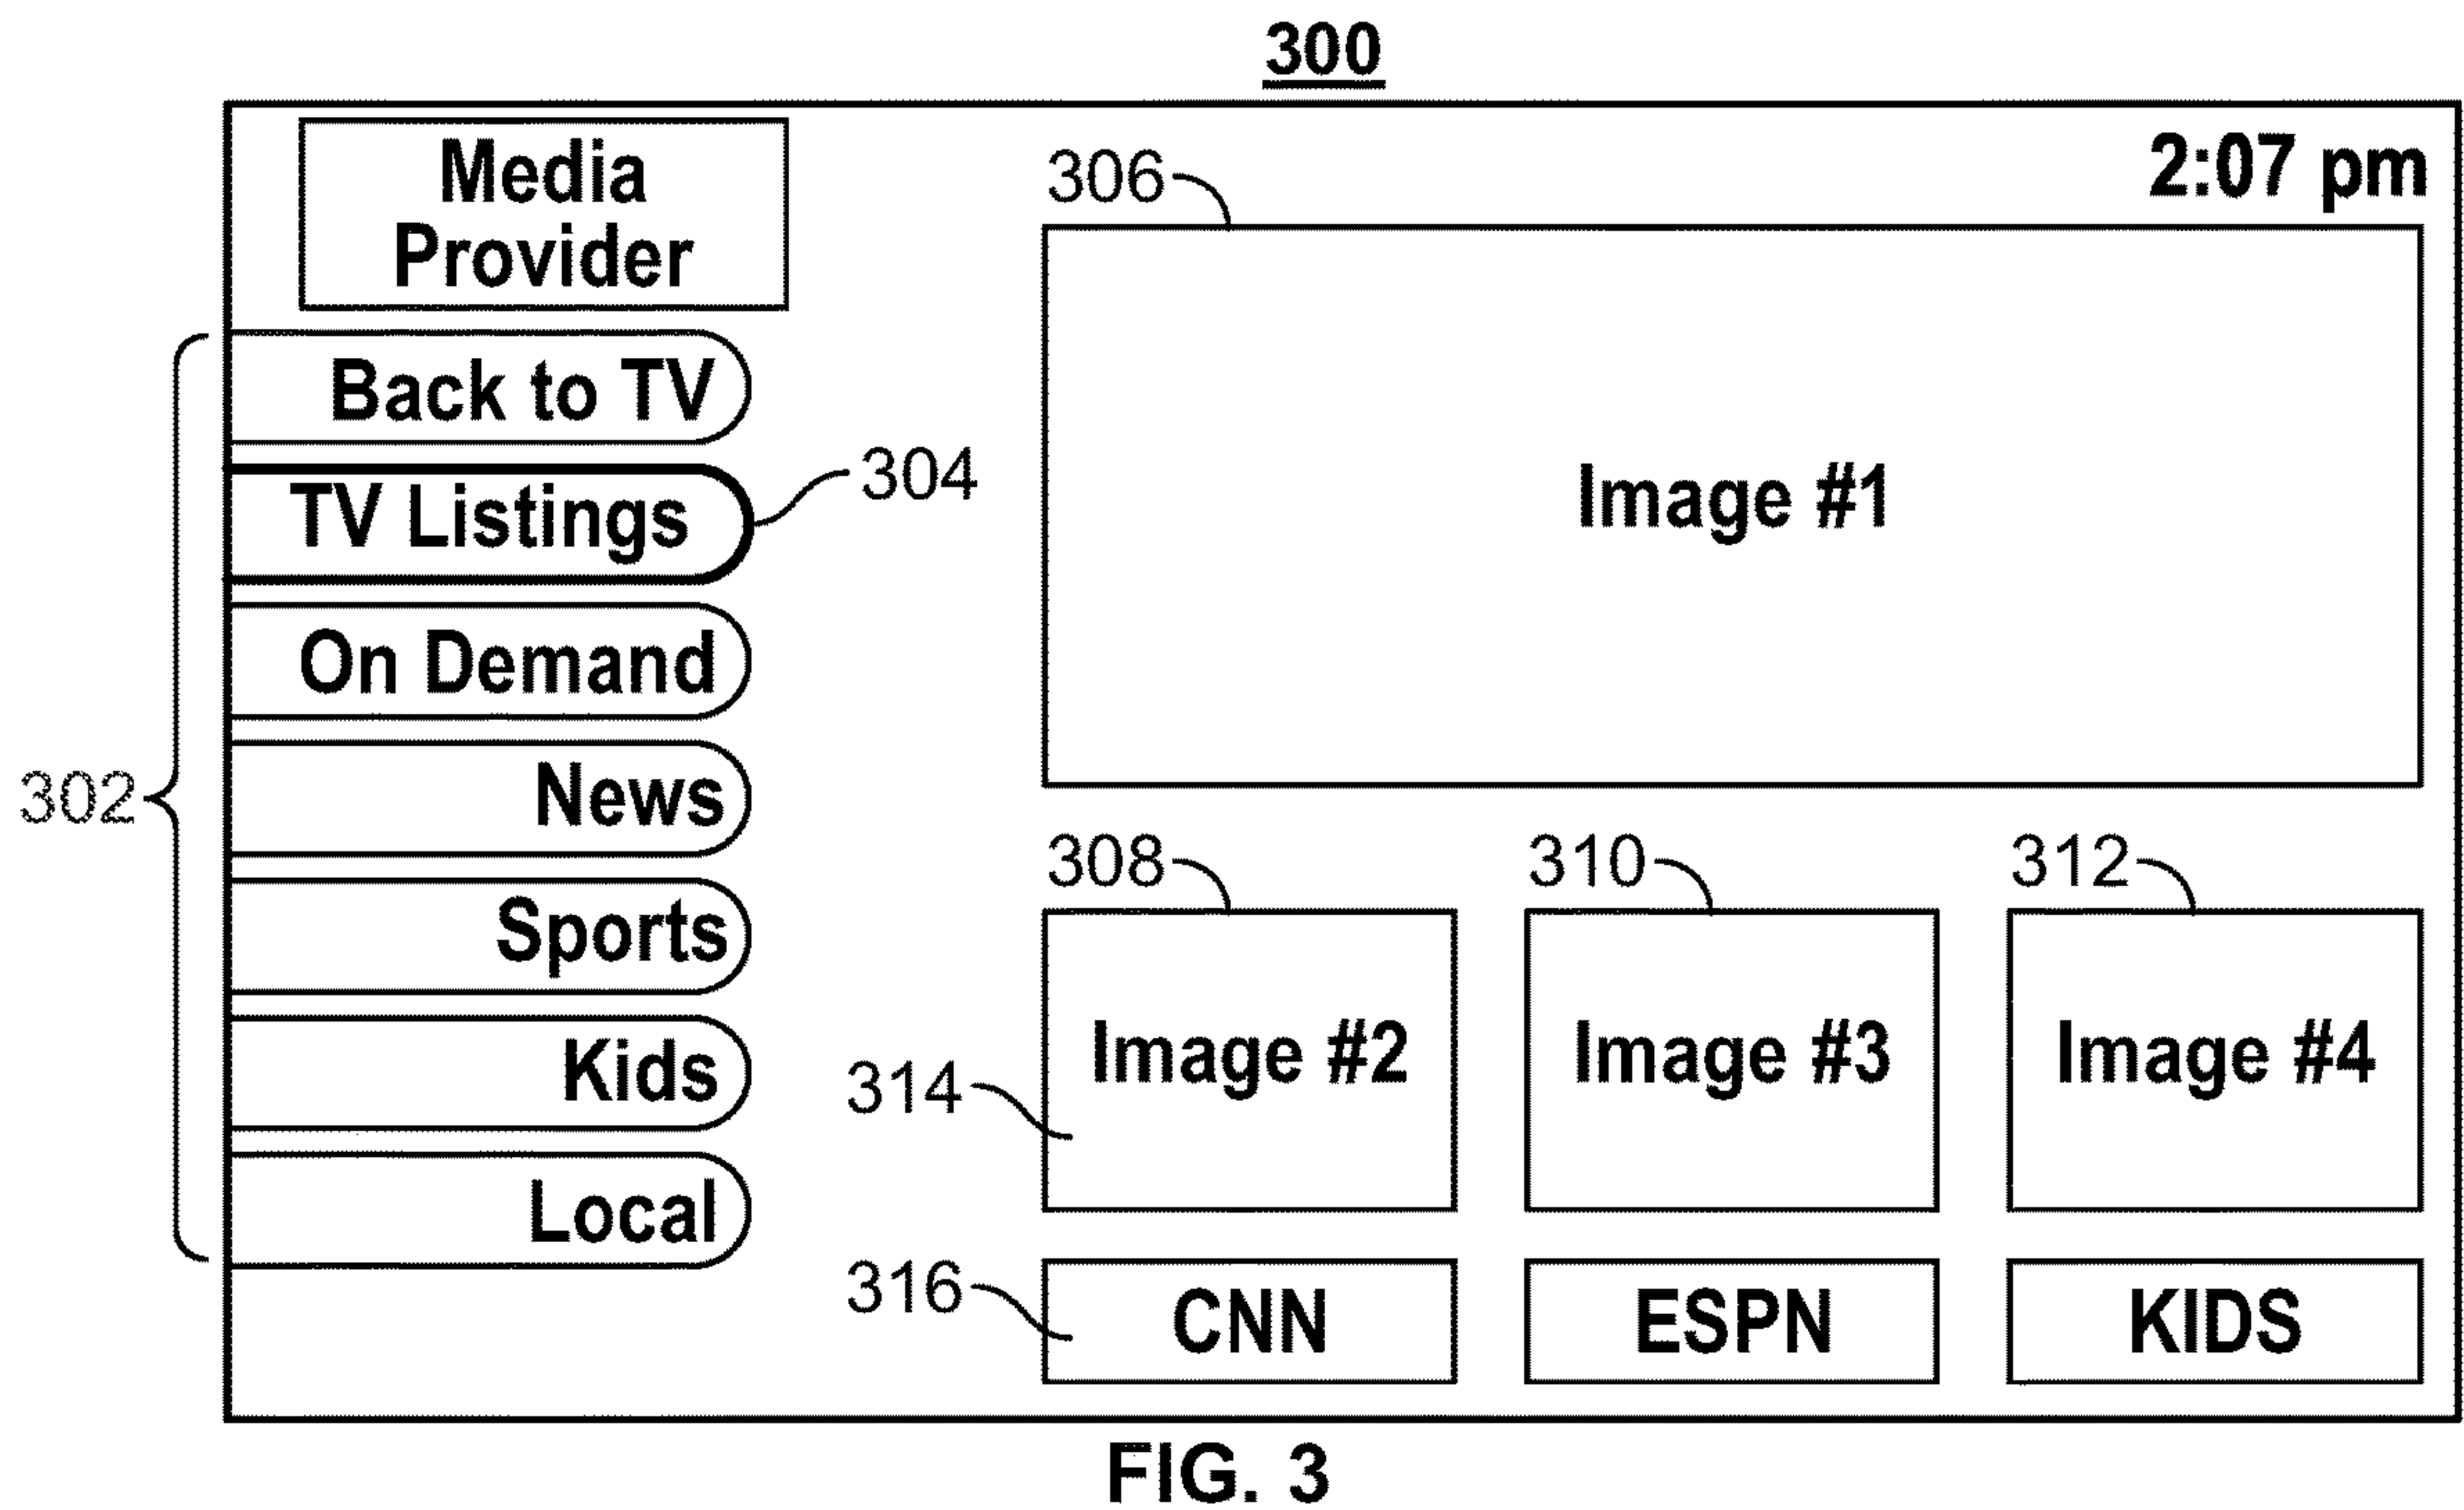 300
Media
Provider
2:07 pm
306
Back to TV
304
TV Listings
Image #1
On Demand
302
News
308
310
312
Sports
Image #2
Image #3
Image #4
314
Kids
Local
316
CNN
ESPN
KIDS
FIG. 3